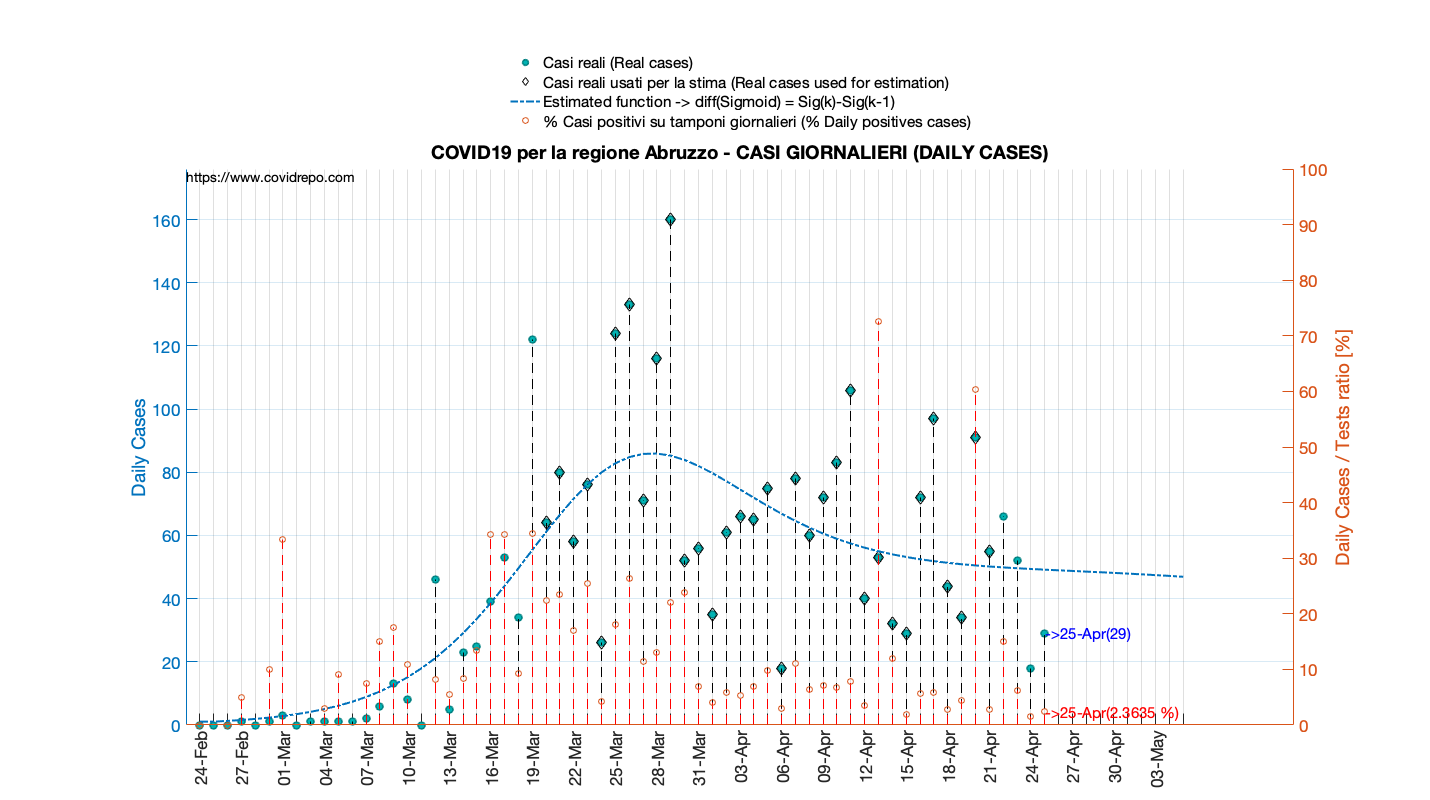 Casi reali (Real cases)
Casi reali usati per la stima (Real cases used for estimation)
Estimated function -> diff(Sigmoid) = Sig(k)-Sig(k-1)
% Casi positivi su tamponi giornalieri (% Daily positives cases)
COVID19 per la regione Abruzzo - CASI GIORNALIERI (DAILY CASES)
https://www.covidrepo.com
Daily Cases
160
140
120
100
80
60
40
20
0
100
90
80
70
60
50
40
30
20
10
0
Daily Cases / Tests ratio [%]
->25-Apr(29)
->25-Apr(2.3635 %)
24-Feb
27-Feb
01-Mar
04-Mar
07-Mar
10-Mar
13-Mar
16-Mar
19-Mar
22-Mar
25-Mar
28-Mar
31-Mar
03-Apr
06-Apr
09-Apr
12-Apr
15-Apr
18-Apr
21-Apr
24-Apr
27-Apr
30-Apr
03-May